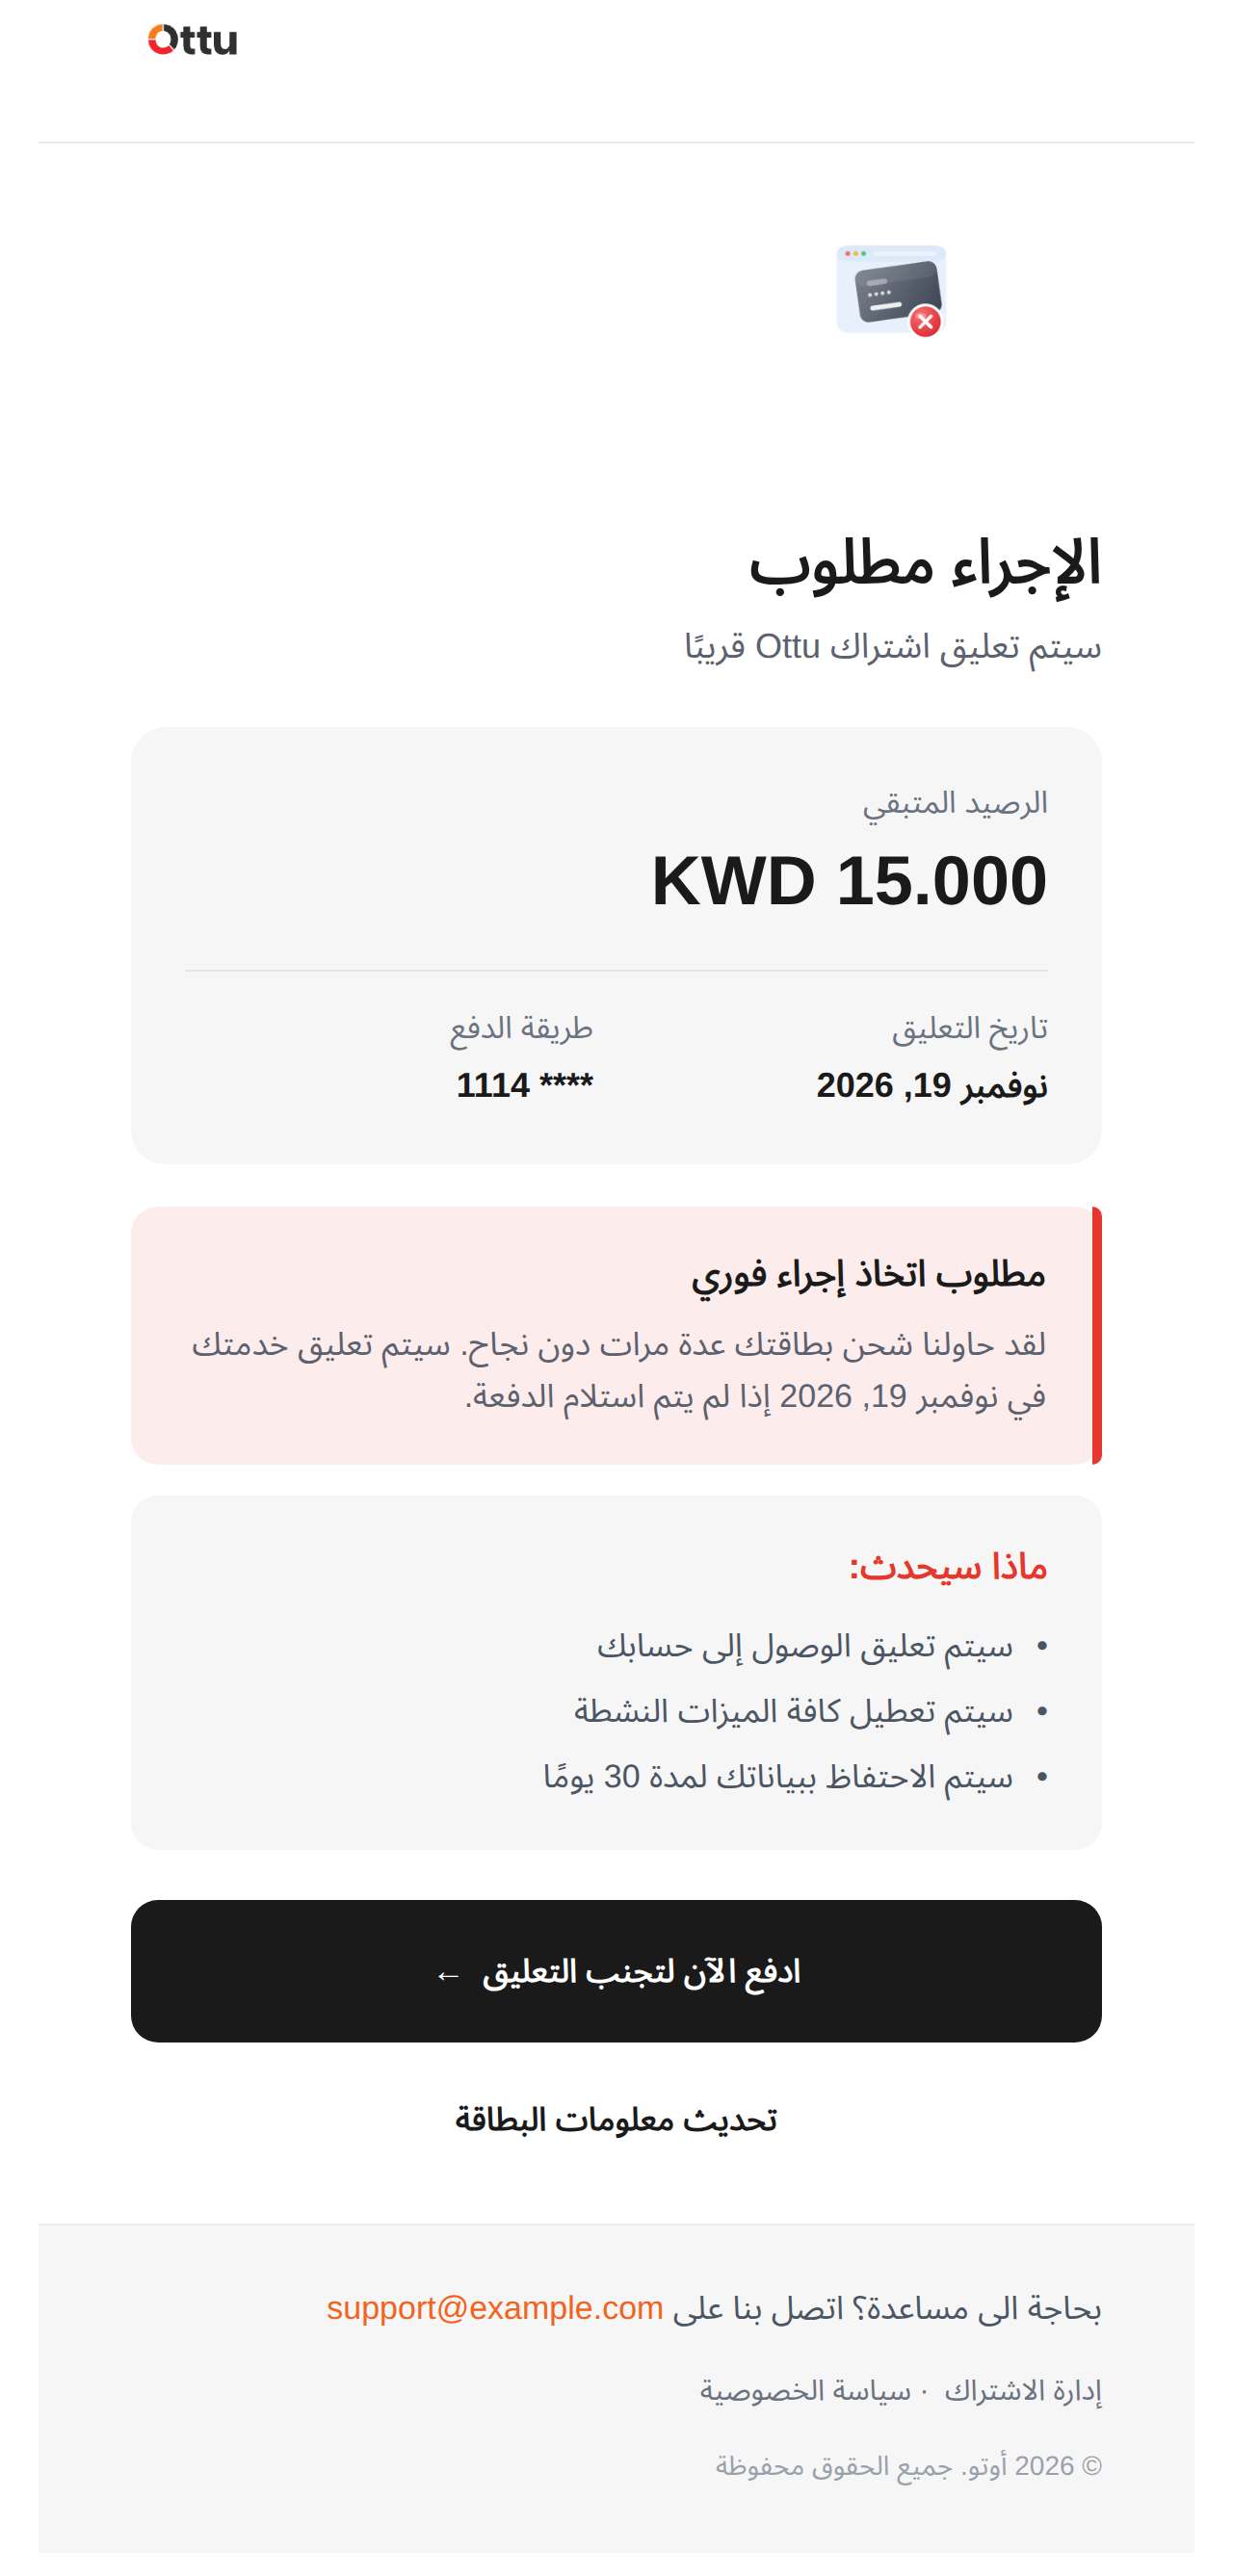 Ottu
الإجراء مطلوب
سيتم تعليق اشتراك Ottu قريبًا
الرصيد المتبقي
KWD 15.000
تاريخ التعليق
نوفمبر 19, 2026
طريقة الدفع
**** 1114
مطلوب اتخاذ إجراء فوري
لقد حاولنا شحن بطاقتك عدة مرات دون نجاح. سيتم تعليق خدمتك
في نوفمبر 19, 2026 إذا لم يتم استلام الدفعة.
ماذا سيحدث:
• سيتم تعليق الوصول إلى حسابك
• سيتم تعطيل كافة الميزات النشطة
• سيتم الاحتفاظ ببياناتك لمدة 30 يومًا
ادفع الآن لتجنب التعليق ←
تحديث معلومات البطاقة
بحاجة الى مساعدة؟ اتصل بنا على support@example.com
إدارة الاشتراك · سياسة الخصوصية
© 2026 أوتو. جميع الحقوق محفوظة